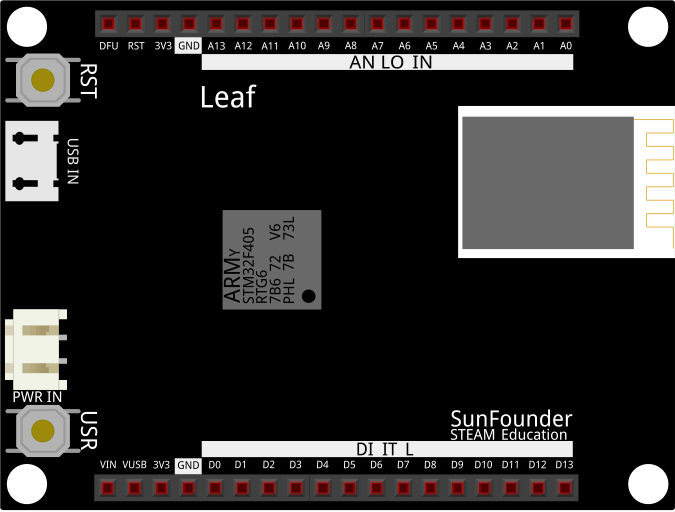 DFU RST 3V3 GND A13 A12 A11 A10 A9 A8 A7 A6 A5 A4 A3 A2 A1 A0
AN LO IN
RST
Leaf
USB IN
ARMY
STM32F405
RTG6
7B6 72 V6
PHL 7B 73L
PWR IN
USR
SunFounder
STEAM Education
DI IT L
VIN VUSB 3V3 GND D0 D1 D2 D3 D4 D5 D6 D7 D8 D9 D10 D11 D12 D13